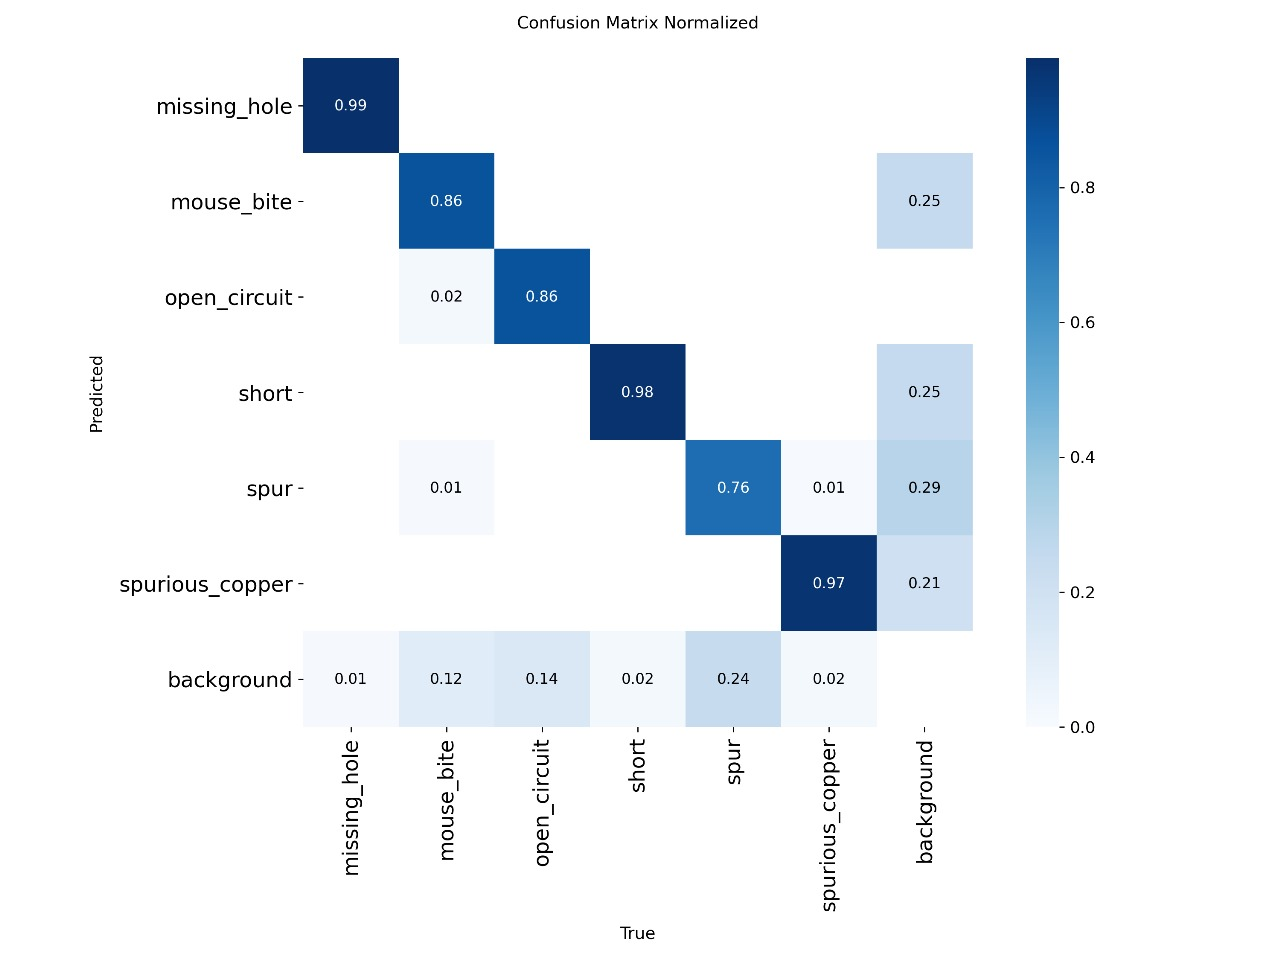 Confusion Matrix Normalized
missing_hole
0.99
mouse_bite
0.86
0.25
0.8
open_circuit
0.02
0.86
0.6
Predicted
short
0.98
0.25
0.4
spur
0.01
0.76
0.01
0.29
spurious_copper
0.97
0.21
0.2
background
0.01
0.12
0.14
0.02
0.24
0.02
0.0
missing_hole
mouse_bite
open_circuit
short
spur
spurious_copper
background
True